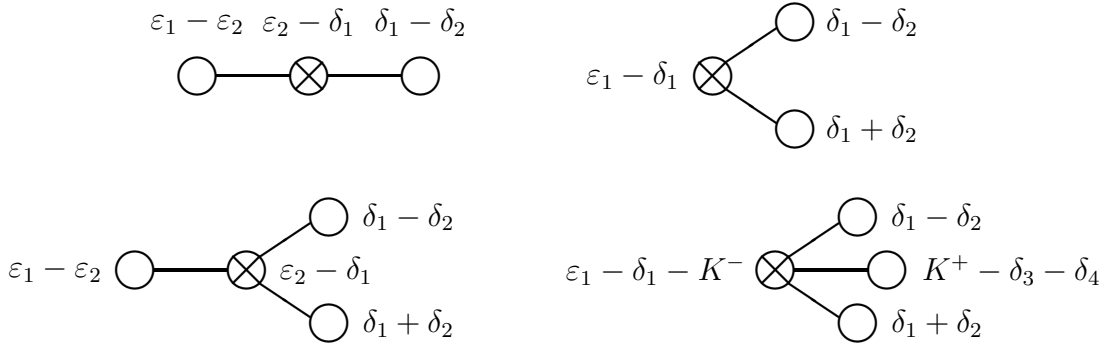 ε₁ − ε₂ ε₂ − δ₁ δ₁ − δ₂
δ₁ − δ₂
ε₁ − δ₁
δ₁ + δ₂
δ₁ − δ₂
ε₁ − ε₂ ε₂ − δ₁
δ₁ + δ₂
δ₁ − δ₂
ε₁ − δ₁ − K⁻ K⁺ − δ₃ − δ₄
δ₁ + δ₂